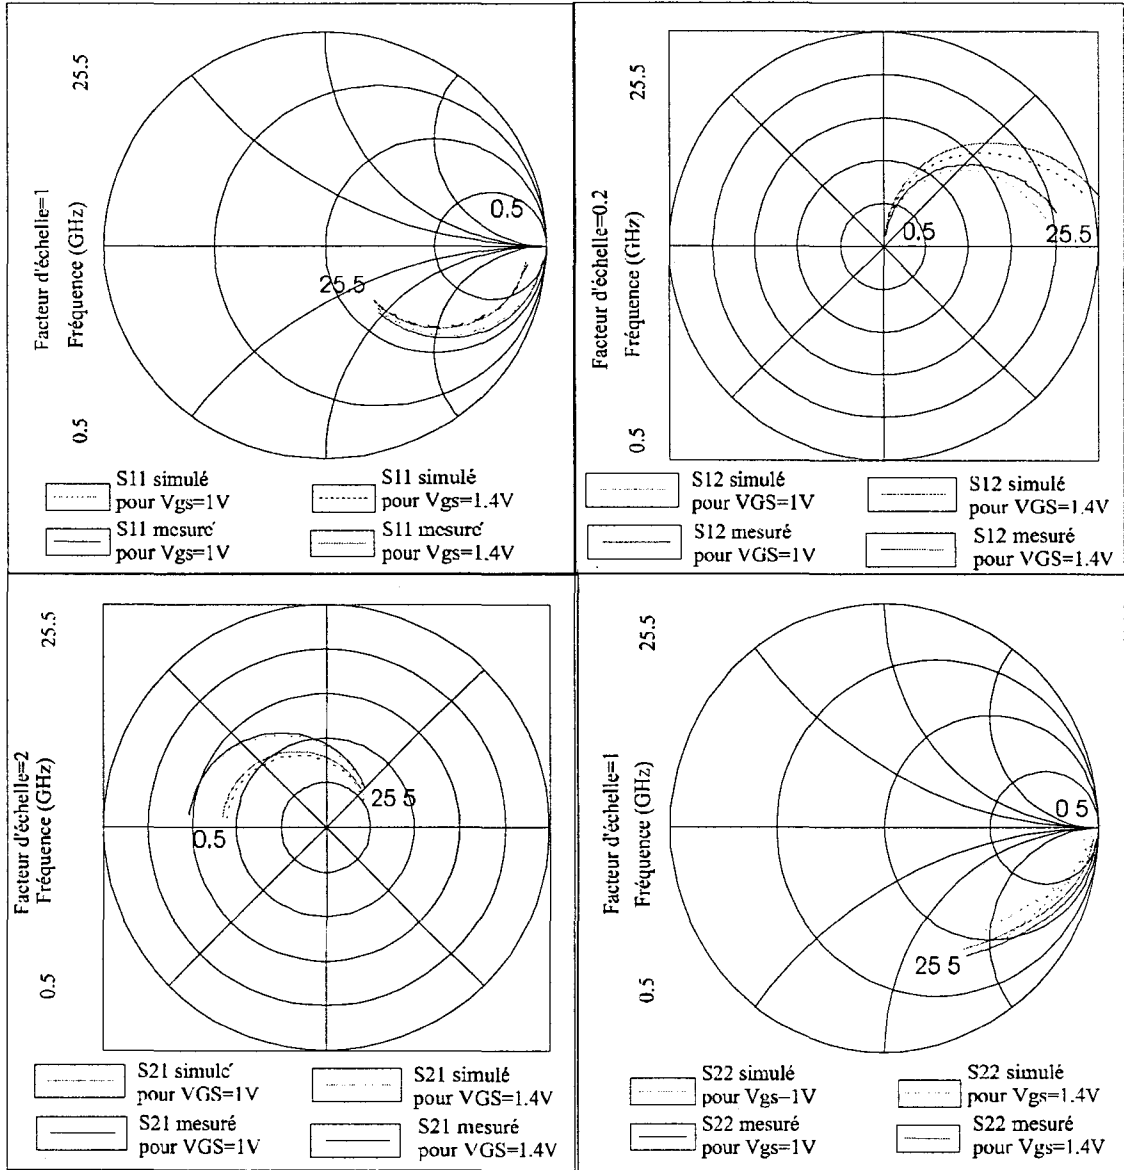 25.5
Facteur d'échelle=1
Fréquence (GHz)
0.5
0.5
25.5
S11 simulé
pour Vgs=1V
S11 simulé
pour Vgs=1.4V
S11 mesuré
pour Vgs=1V
S11 mesuré
pour Vgs=1.4V
25.5
Facteur d'échelle=0.2
Fréquence (GHz)
0.5
0.5
25.5
S12 simulé
pour VGS=1V
S12 simulé
pour VGS=1.4V
S12 mesuré
pour VGS=1V
S12 mesuré
pour VGS=1.4V
25.5
Facteur d'échelle=2
Fréquence (GHz)
0.5
25 5
0.5
S21 simulé
pour VGS=1V
S21 simulé
pour VGS=1.4V
S21 mesuré
pour VGS=1V
S21 mesuré
pour VGS=1.4V
25.5
Facteur d'échelle=1
Fréquence (GHz)
0.5
0 5
25 5
S22 simulé
pour Vgs=1V
S22 simulé
pour Vgs=1.4V
S22 mesuré
pour Vgs=1V
S22 mesuré
pour Vgs=1.4V